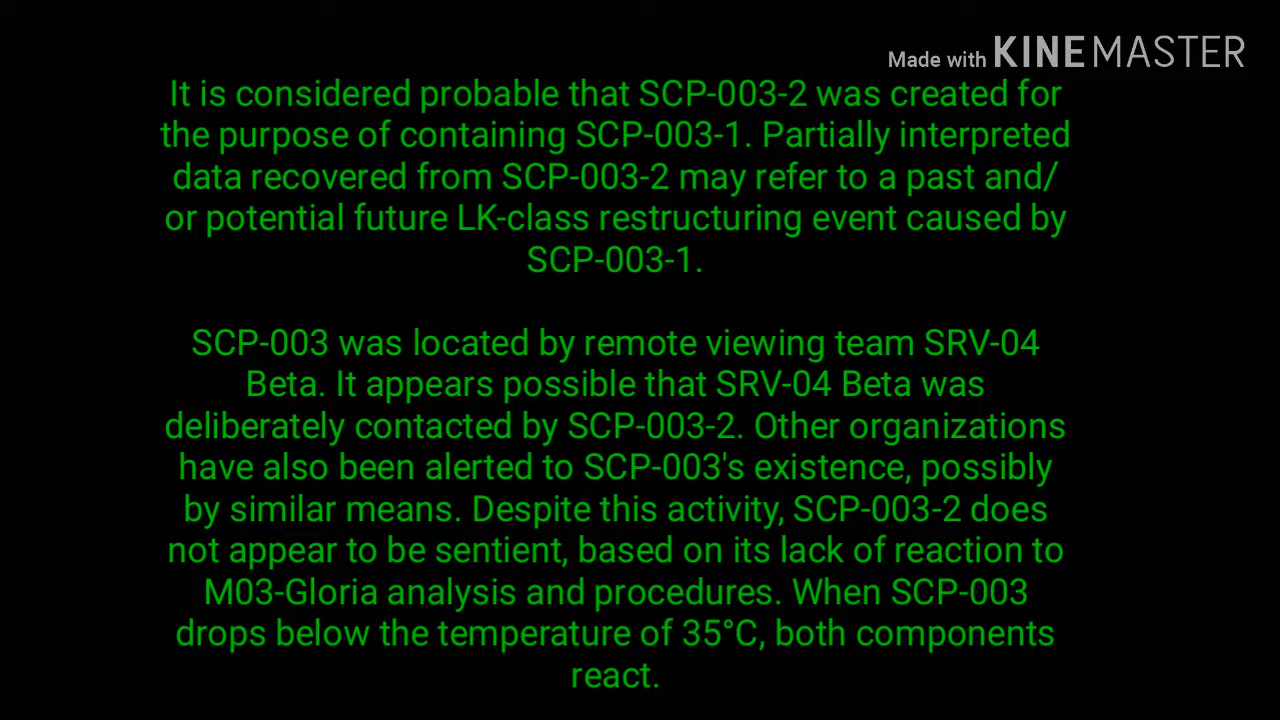 Made with KINEMASTER
It is considered probable that SCP-003-2 was created for
the purpose of containing SCP-003-1. Partially interpreted
data recovered from SCP-003-2 may refer to a past and/
or potential future LK-class restructuring event caused by
SCP-003-1.
SCP-003 was located by remote viewing team SRV-04
Beta. It appears possible that SRV-04 Beta was
deliberately contacted by SCP-003-2. Other organizations
have also been alerted to SCP-003's existence, possibly
by similar means. Despite this activity, SCP-003-2 does
not appear to be sentient, based on its lack of reaction to
M03-Gloria analysis and procedures. When SCP-003
drops below the temperature of 35°C, both components
react.